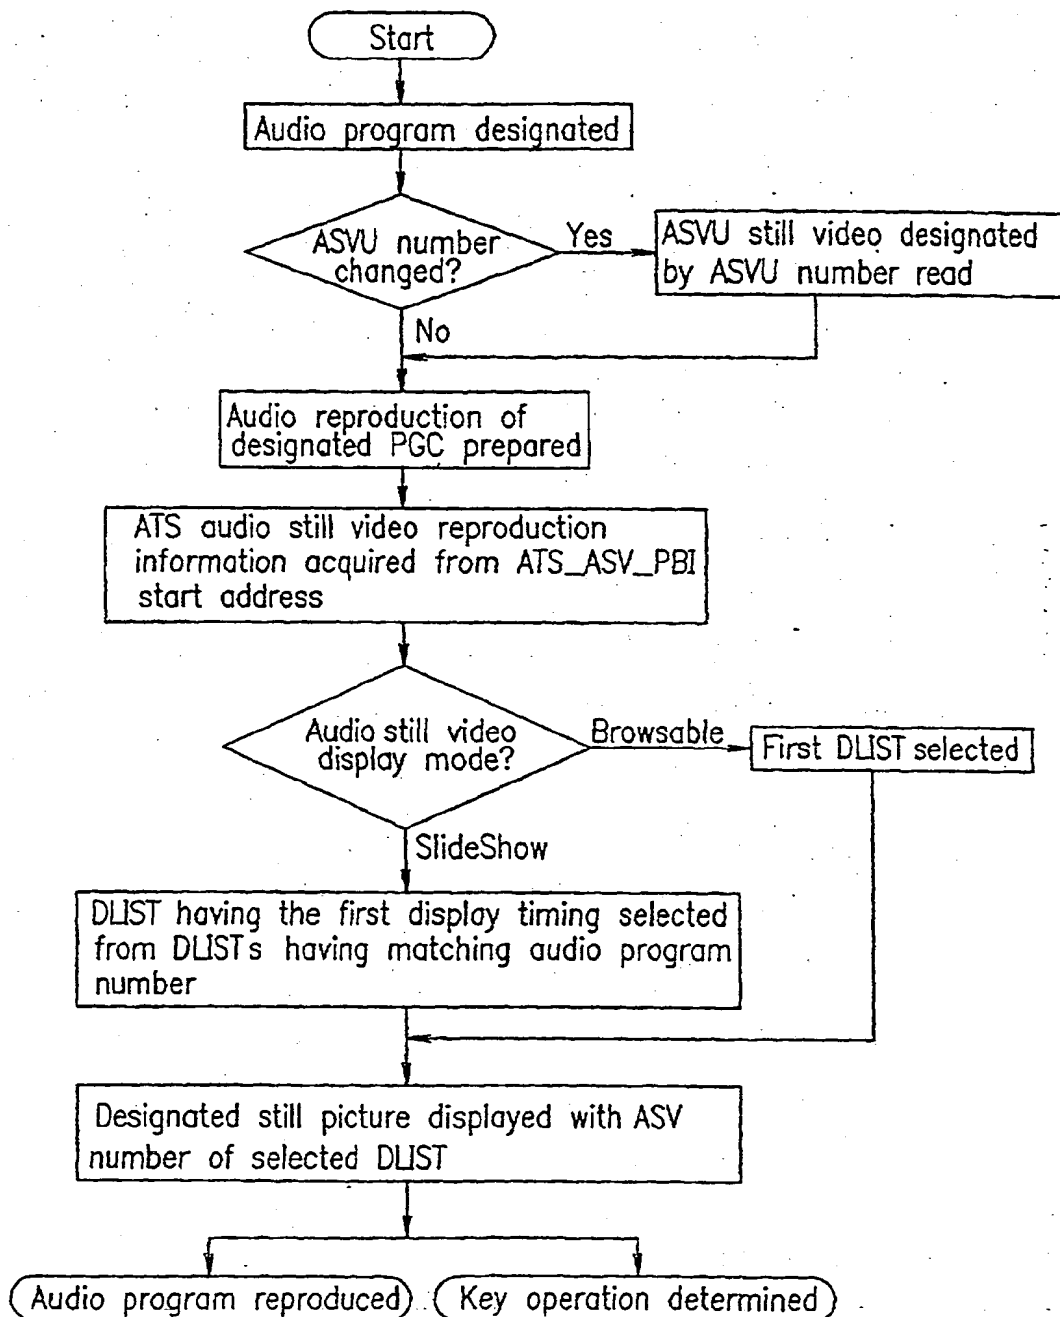 Start
Audio program designated
ASVU number
changed?
Yes
ASVU still video designated
by ASVU number read
No
Audio reproduction of
designated PGC prepared
ATS audio still video reproduction
information acquired from ATS_ASV_PBI
start address
Audio still video
display mode?
Browsable
First DLIST selected
SlideShow
DLIST having the first display timing selected
from DLISTs having matching audio program
number
Designated still picture displayed with ASV
number of selected DLIST
Audio program reproduced
Key operation determined